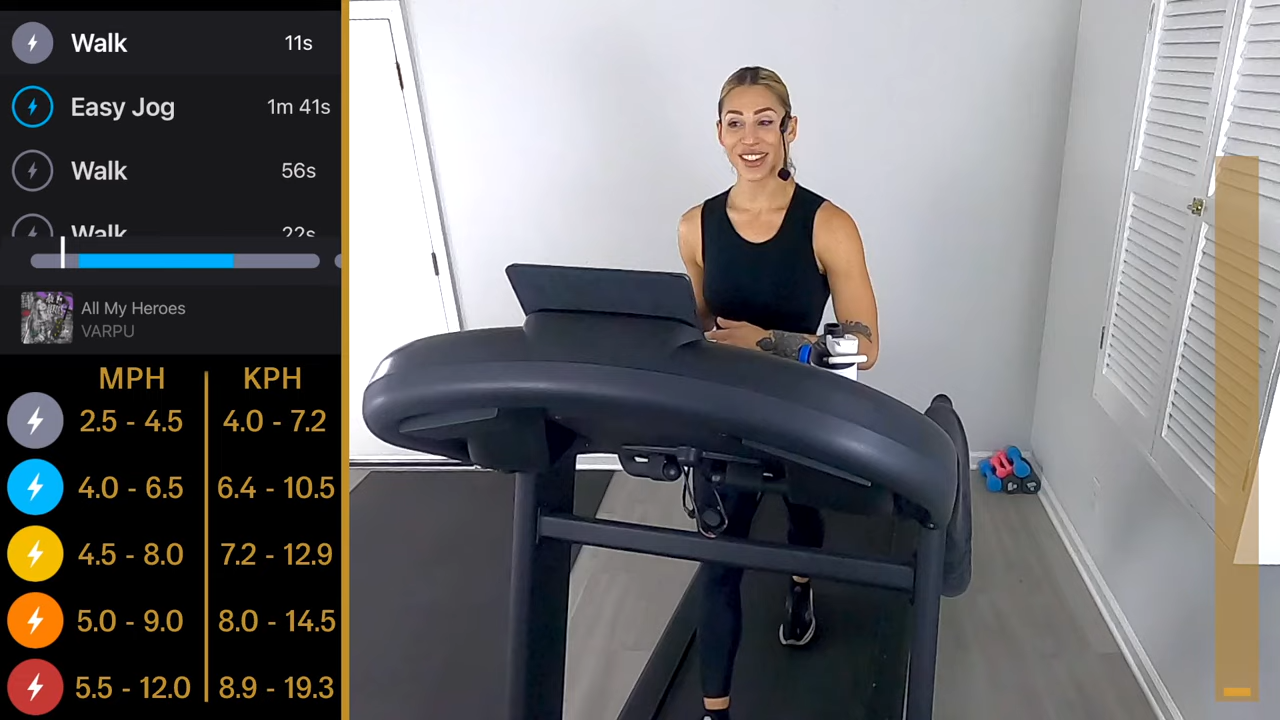 Walk 11s
Easy Jog 1m 41s
Walk 56s
Walk 22s
All My Heroes
VARPU
MPH KPH
2.5 - 4.5 4.0 - 7.2
4.0 - 6.5 6.4 - 10.5
4.5 - 8.0 7.2 - 12.9
5.0 - 9.0 8.0 - 14.5
5.5 - 12.0 8.9 - 19.3